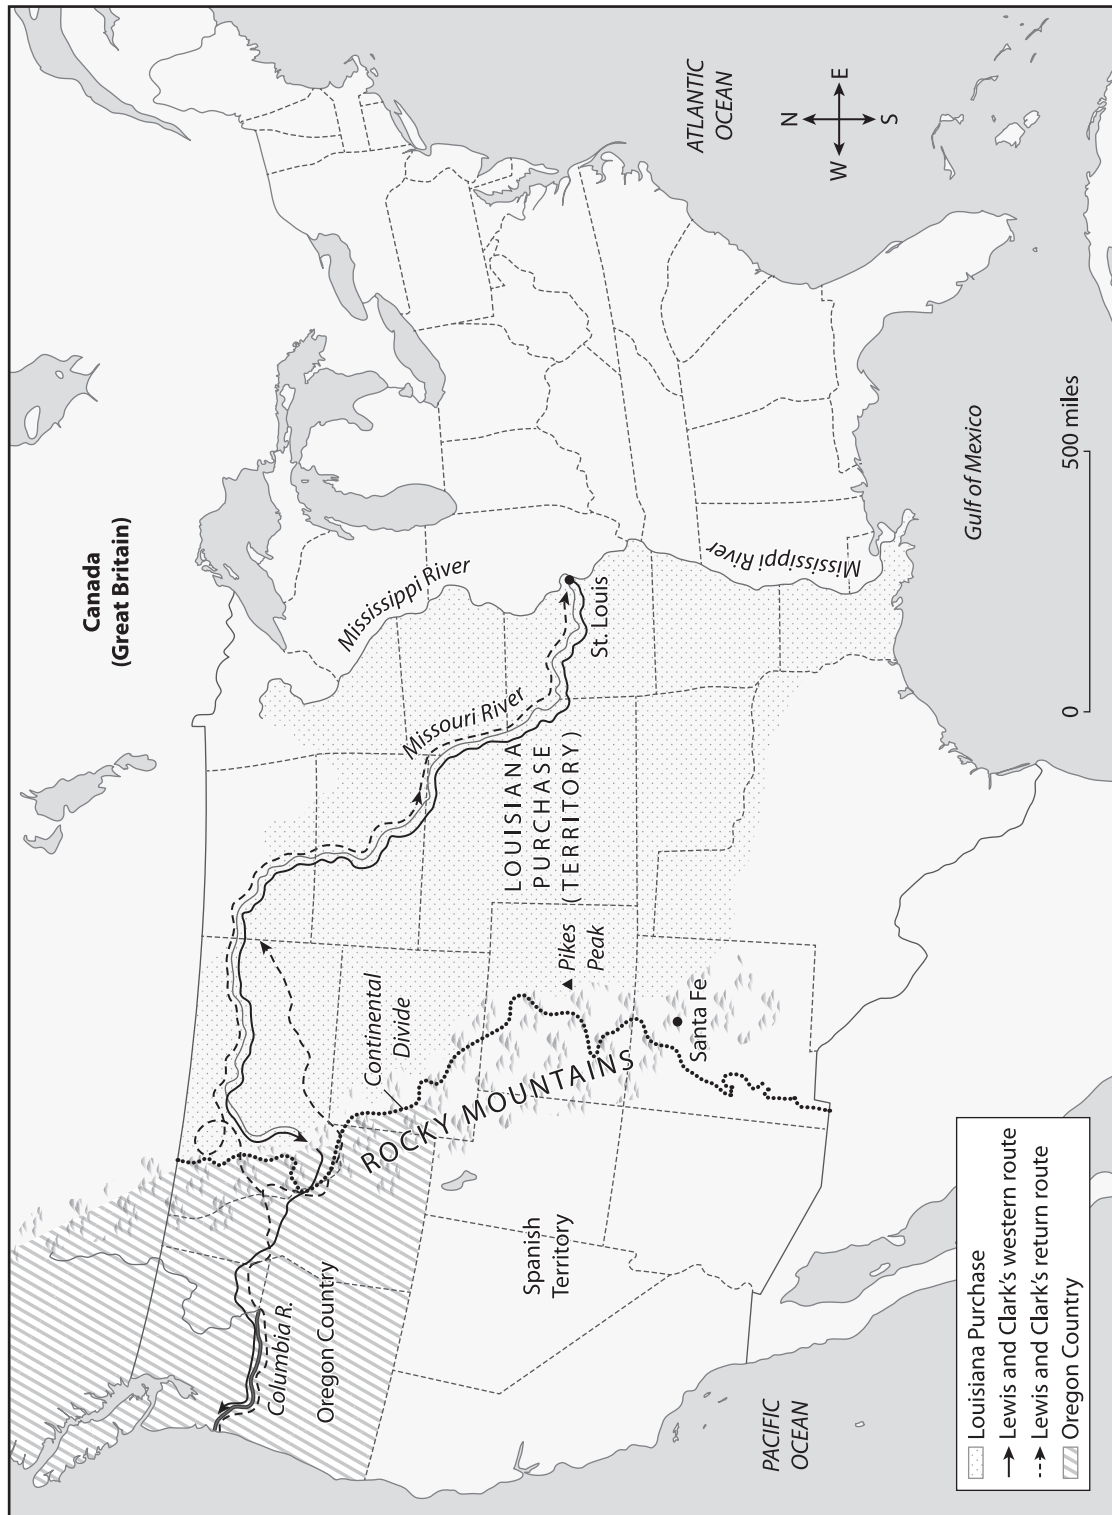 Canada
(Great Britain)
ATLANTIC
OCEAN
N
W
E
S
Mississippi River
Missouri River
St. Louis
Mississippi River
LOUISIANA
PURCHASE
(TERRITORY)
Continental
Divide
Pikes
Peak
ROCKY MOUNTAINS
Santa Fe
Columbia R.
Oregon Country
Spanish
Territory
PACIFIC
OCEAN
Gulf of Mexico
0
500 miles
Louisiana Purchase
Lewis and Clark's western route
Lewis and Clark's return route
Oregon Country